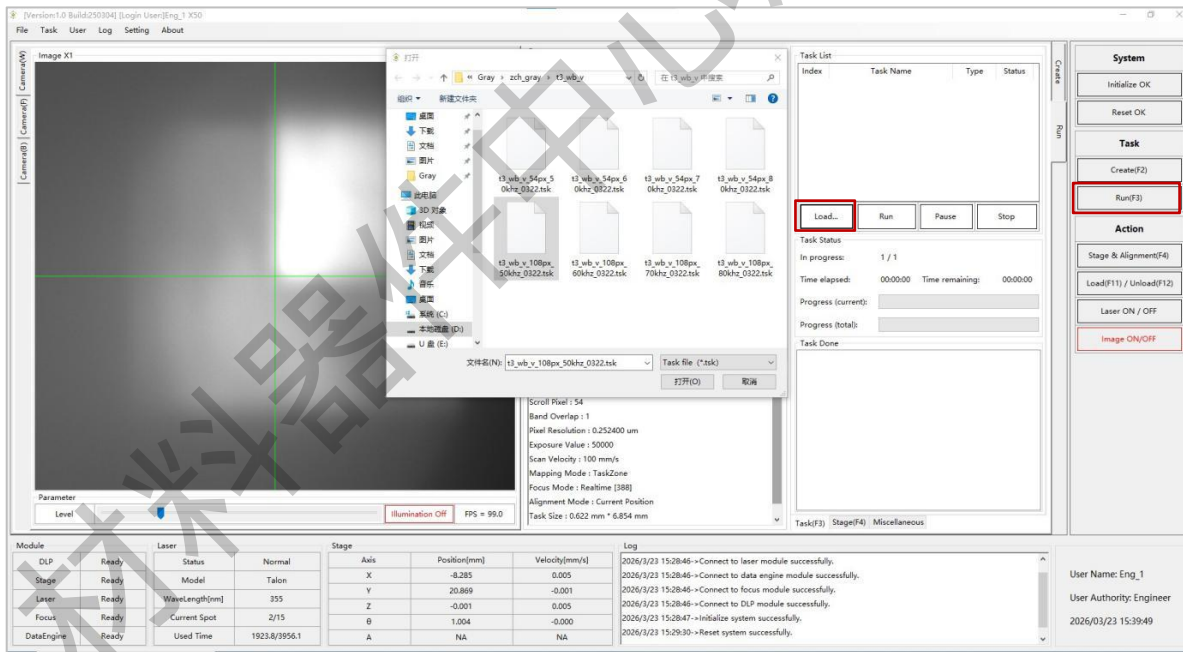 [Version:1.0 Build:250304] [Login User:]Eng_1 X50
File Task User Log Setting About
Camera(W)
Camera(F)
Camera(B)
Image X1
打开
Gray › zch_gray › t3_wb_v
在 t3_wb_v 中搜索
组织 新建文件夹
桌面
下载
文档
图片
Gray
此电脑
3D 对象
视频
图片
文档
下载
音乐
桌面
系统 (C:)
本地磁盘 (D:)
U 盘 (E:)
t3_wb_v_54px_50khz_0322.tsk
t3_wb_v_54px_60khz_0322.tsk
t3_wb_v_54px_70khz_0322.tsk
t3_wb_v_54px_80khz_0322.tsk
t3_wb_v_108px_50khz_0322.tsk
t3_wb_v_108px_60khz_0322.tsk
t3_wb_v_108px_70khz_0322.tsk
t3_wb_v_108px_80khz_0322.tsk
文件名(N): t3_wb_v_108px_50khz_0322.tsk Task file (*.tsk)
打开(O) 取消
Scroll Pixel : 54
Band Overlap : 1
Pixel Resolution : 0.252400 um
Exposure Value : 50000
Scan Velocity : 100 mm/s
Mapping Mode : TaskZone
Focus Mode : Realtime [388]
Alignment Mode : Current Position
Task Size : 0.622 mm * 6.854 mm
Parameter
Level Illumination Off FPS = 99.0
Task List
Index Task Name Type Status
Load... Run Pause Stop
Task Status
In progress: 1 / 1
Time elapsed: 00:00:00 Time remaining: 00:00:00
Progress (current):
Progress (total):
Task Done
Task(F3) Stage(F4) Miscellaneous
Create
Run
System
Initialize OK
Reset OK
Task
Create(F2)
Run(F3)
Action
Stage & Alignment(F4)
Load(F11) / Unload(F12)
Laser ON / OFF
Image ON/OFF
Module
DLP Ready
Stage Ready
Laser Ready
Focus Ready
DataEngine Ready
Laser
Status Normal
Model Talon
WaveLength[nm] 355
Current Spot 2/15
Used Time 1923.8/3956.1
Stage
Axis Position[mm] Velocity[mm/s]
X -8.285 0.005
Y 20.869 -0.001
Z -0.001 0.005
θ 1.004 -0.000
A NA NA
Log
2026/3/23 15:28:46->Connect to laser module successfully.
2026/3/23 15:28:46->Connect to data engine module successfully.
2026/3/23 15:28:46->Connect to focus module successfully.
2026/3/23 15:28:46->Connect to DLP module successfully.
2026/3/23 15:28:47->Initialize system successfully.
2026/3/23 15:29:30->Reset system successfully.
User Name: Eng_1
User Authority: Engineer
2026/03/23 15:39:49
材料器件中心